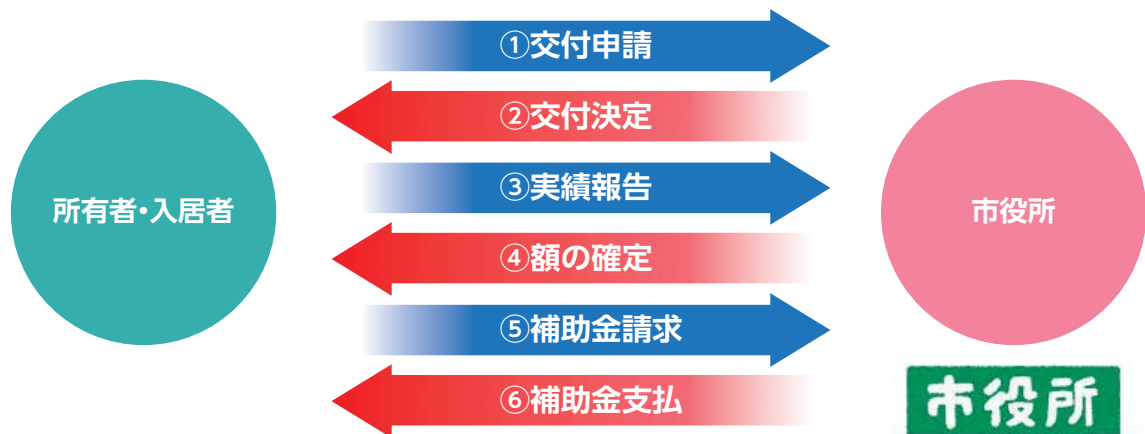 ①交付申請
②交付決定
③実績報告
所有者・入居者
市役所
④額の確定
⑤補助金請求
⑥補助金支払
市役所